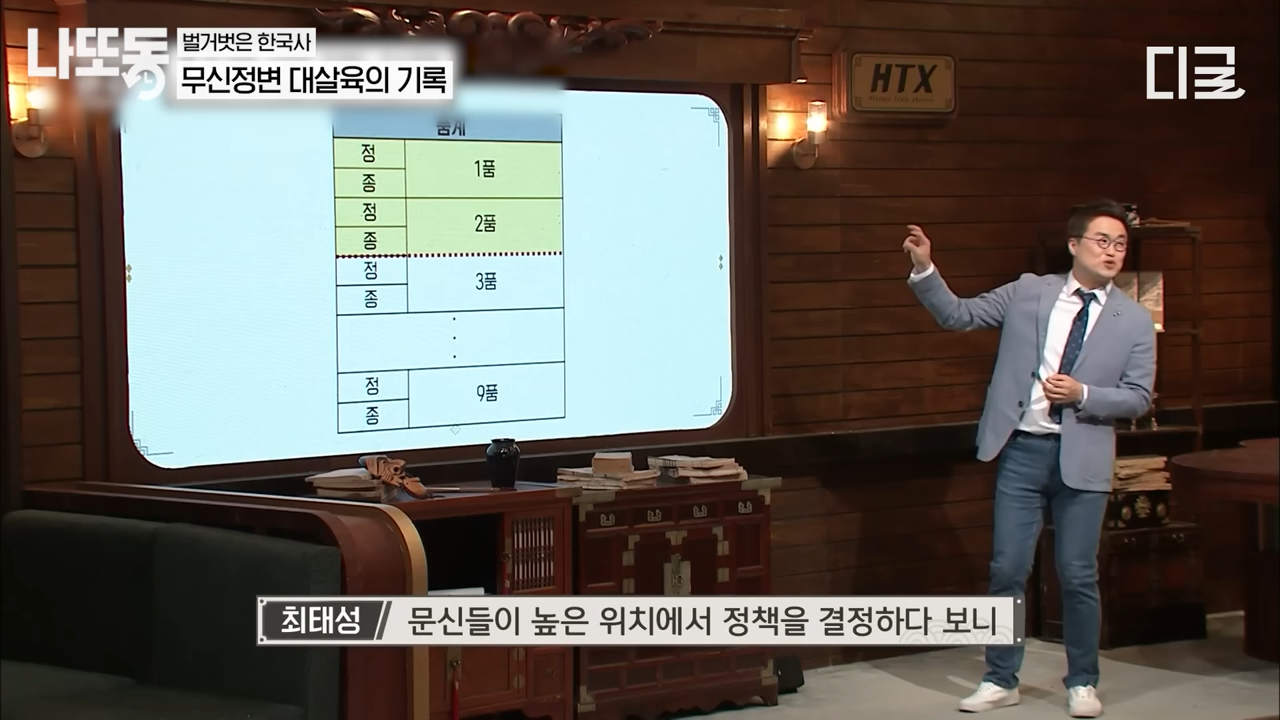 나또동
벌거벗은 한국사
무신정변 대살육의 기록
디글
HTX
품계
정
1품
종
정
2품
종
정
3품
종
정
9품
종
최태성
문신들이 높은 위치에서 정책을 결정하다 보니